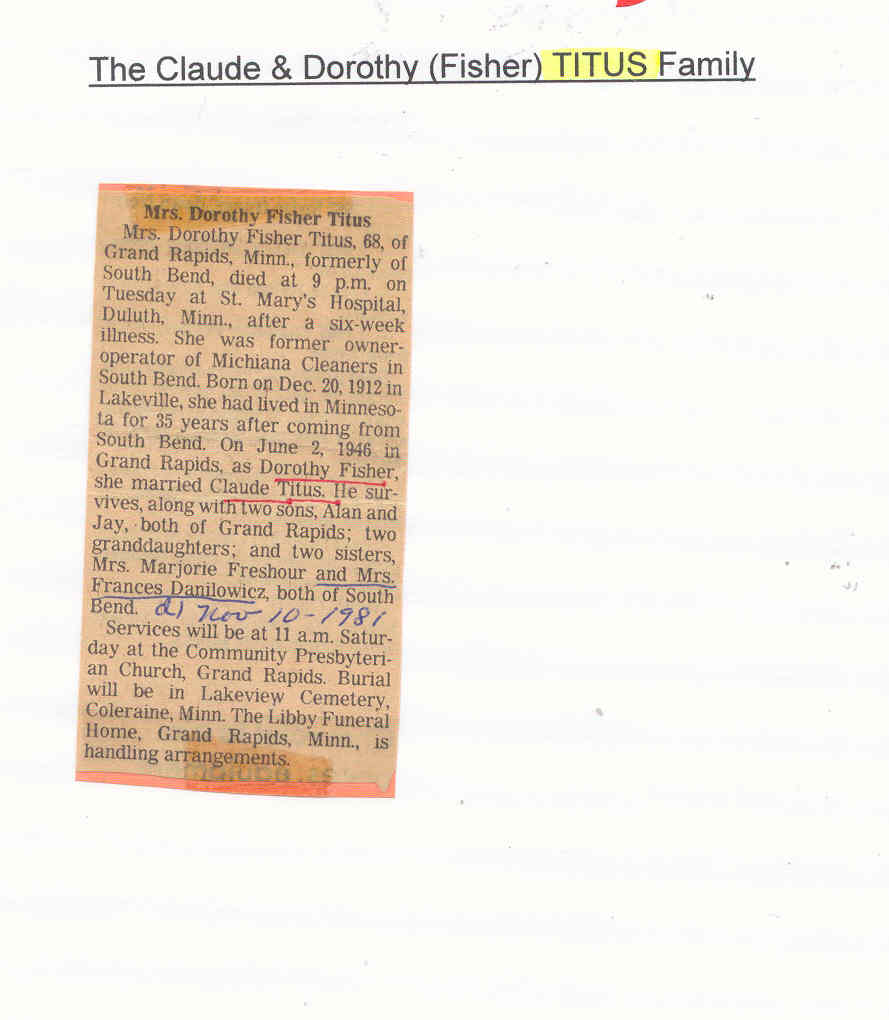 The Claude & Dorothy (Fisher) TITUS Family
Mrs. Dorothy Fisher Titus
Mrs. Dorothy Fisher Titus, 68, of
Grand Rapids, Minn., formerly of
South Bend, died at 9 p.m. on
Tuesday at St. Mary's Hospital,
Duluth, Minn., after a six-week
illness. She was former owner-
operator of Michiana Cleaners in
South Bend. Born on Dec. 20, 1912 in
Lakeville, she had lived in Minneso-
ta for 35 years after coming from
South Bend. On June 2, 1946 in
Grand Rapids, as Dorothy Fisher,
she married Claude Titus. He sur-
vives, along with two sons, Alan and
Jay, both of Grand Rapids; two
granddaughters; and two sisters,
Mrs. Marjorie Freshour and Mrs.
Frances Danilowicz, both of South
Bend. d) Nov 10-1981
Services will be at 11 a.m. Satur-
day at the Community Presbyteri-
an Church, Grand Rapids. Burial
will be in Lakeview Cemetery,
Coleraine, Minn. The Libby Funeral
Home, Grand Rapids, Minn., is
handling arrangements.